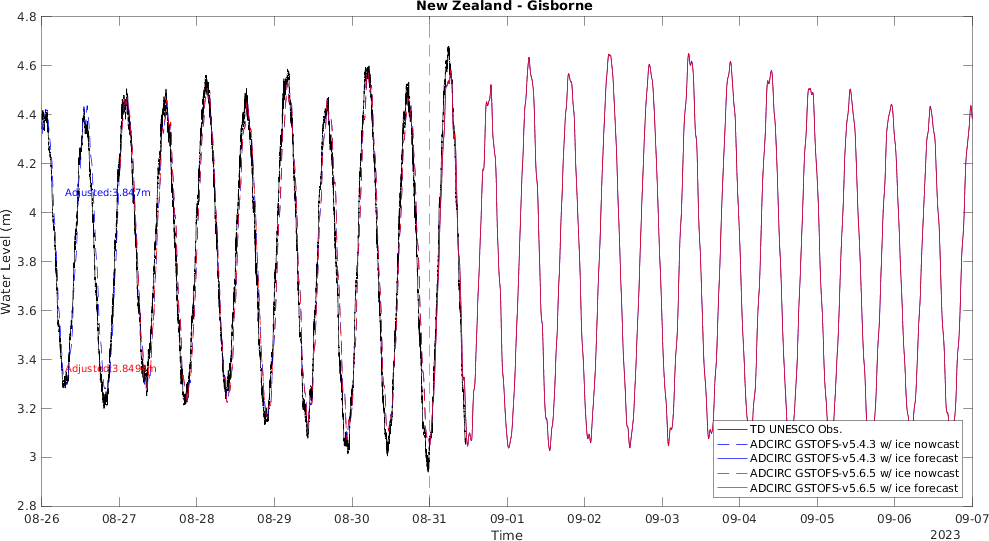 New Zealand - Gisborne
4.8
4.6
4.4
4.2
4
3.8
3.6
3.4
3.2
3
2.8
Water Level (m)
Adjusted:3.847m
Adjusted:3.849m
TD UNESCO Obs.
ADCIRC GSTOFS-v5.4.3 w/ ice nowcast
ADCIRC GSTOFS-v5.4.3 w/ ice forecast
ADCIRC GSTOFS-v5.6.5 w/ ice nowcast
ADCIRC GSTOFS-v5.6.5 w/ ice forecast
08-26 08-27 08-28 08-29 08-30 08-31 09-01 09-02 09-03 09-04 09-05 09-06 09-07
Time
2023